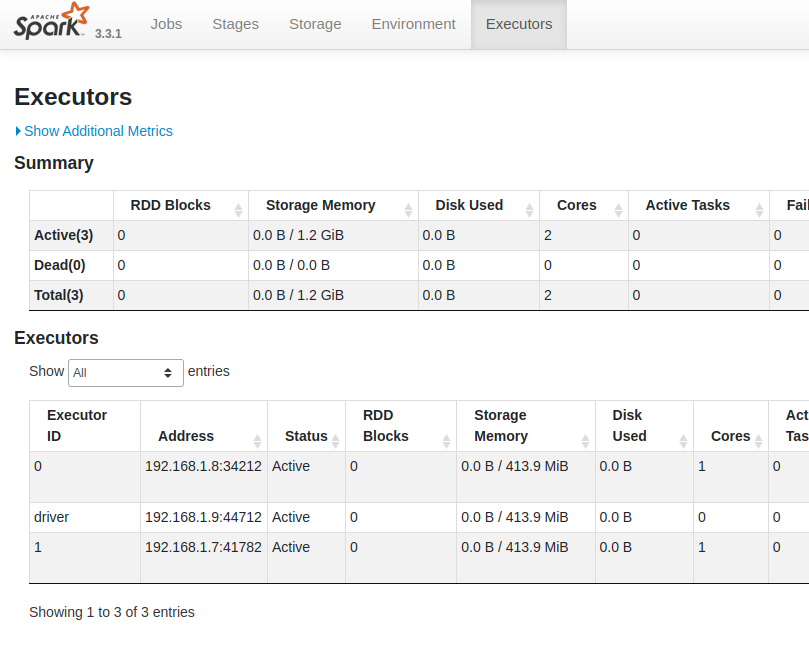 APACHE
Spark 3.3.1 Jobs Stages Storage Environment Executors
Executors
Show Additional Metrics
Summary
RDD Blocks Storage Memory Disk Used Cores Active Tasks Fail
Active(3) 0 0.0 B / 1.2 GiB 0.0 B 2 0 0
Dead(0) 0 0.0 B / 0.0 B 0.0 B 0 0 0
Total(3) 0 0.0 B / 1.2 GiB 0.0 B 2 0 0
Executors
Show All entries
Executor RDD Storage Disk Act
ID Address Status Blocks Memory Used Cores Tas
0 192.168.1.8:34212 Active 0 0.0 B / 413.9 MiB 0.0 B 1 0
driver 192.168.1.9:44712 Active 0 0.0 B / 413.9 MiB 0.0 B 0 0
1 192.168.1.7:41782 Active 0 0.0 B / 413.9 MiB 0.0 B 1 0
Showing 1 to 3 of 3 entries